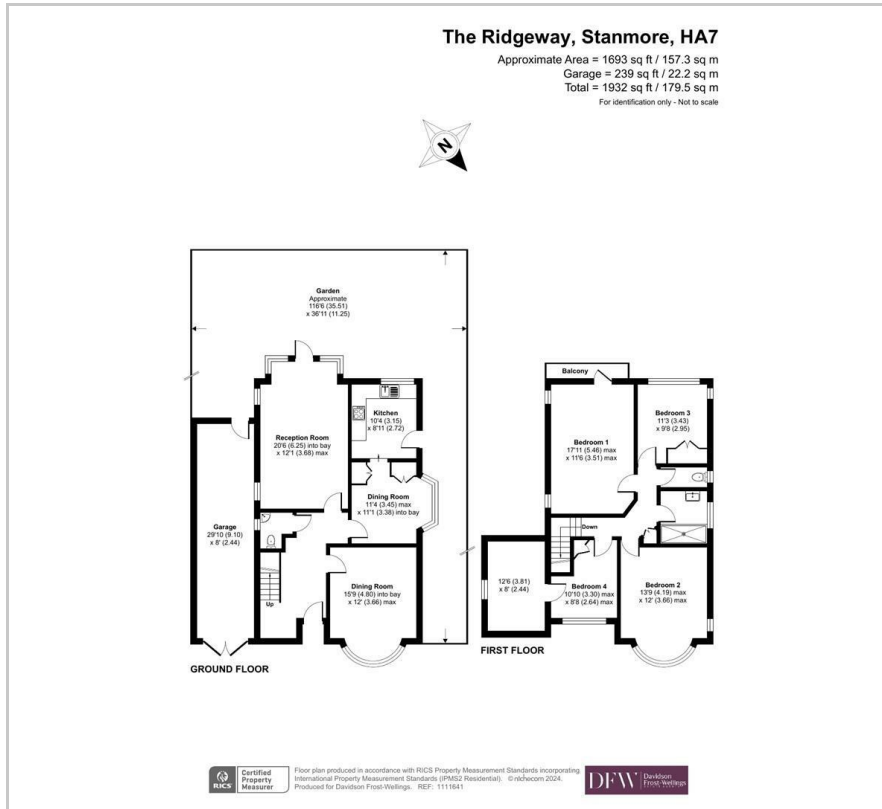 The Ridgeway, Stanmore, HA7
Approximate Area = 1693 sq ft / 157.3 sq m
Garage = 239 sq ft / 22.2 sq m
Total = 1932 sq ft / 179.5 sq m
For identification only - Not to scale
N
Garden
Approximate
116'6 (35.51)
x 36'11 (11.25)
Reception Room
20'6 (6.25) into bay
x 12'1 (3.68) max
Kitchen
10'4 (3.15)
x 8'11 (2.72)
Dining Room
11'4 (3.45) max
x 11'1 (3.38) into bay
Garage
29'10 (9.10)
x 8' (2.44)
Up
Dining Room
15'9 (4.80) into bay
x 12' (3.66) max
GROUND FLOOR
Balcony
Bedroom 1
17'11 (5.46) max
x 11'6 (3.51) max
Bedroom 3
11'3 (3.43)
x 9'8 (2.95)
Down
12'6 (3.81)
x 8' (2.44)
Bedroom 4
10'10 (3.30) max
x 8'8 (2.64) max
Bedroom 2
13'9 (4.19) max
x 12' (3.66) max
FIRST FLOOR
RICS
Certified
Property
Measurer
Floor plan produced in accordance with RICS Property Measurement Standards incorporating
International Property Measurement Standards (IPMS2 Residential). © nichecom 2024.
Produced for Davidson Frost-Wellings. REF: 1111641
DFW
Davidson
Frost-Wellings